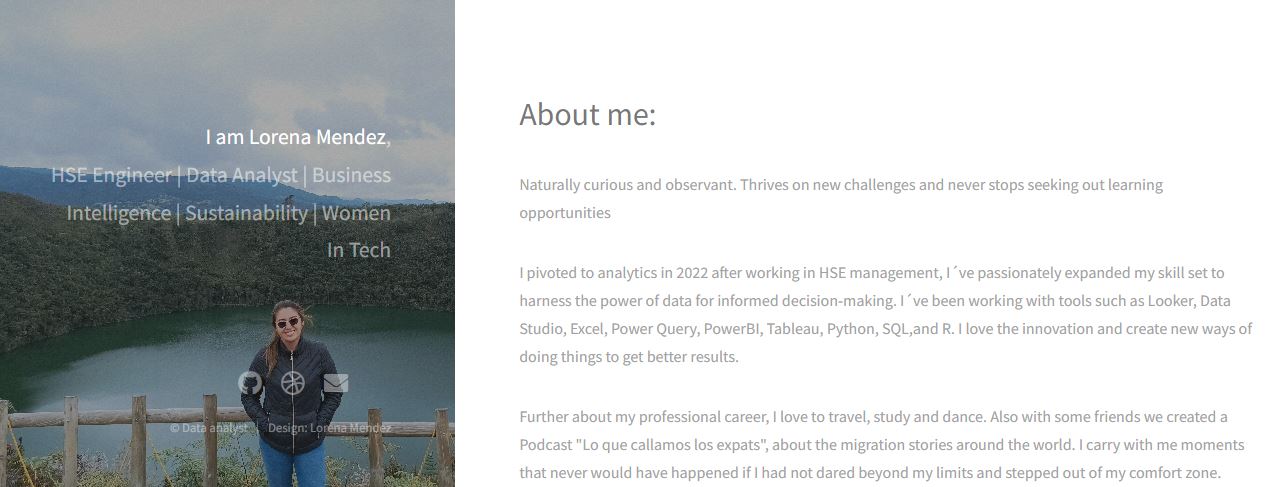 I am Lorena Mendez,
HSE Engineer | Data Analyst | Business
Intelligence | Sustainability | Women
In Tech
© Data analyst
Design: Lorena Mendez
About me:
Naturally curious and observant. Thrives on new challenges and never stops seeking out learning
opportunities
I pivoted to analytics in 2022 after working in HSE management, I´ve passionately expanded my skill set to
harness the power of data for informed decision-making. I´ve been working with tools such as Looker, Data
Studio, Excel, Power Query, PowerBI, Tableau, Python, SQL,and R. I love the innovation and create new ways of
doing things to get better results.
Further about my professional career, I love to travel, study and dance. Also with some friends we created a
Podcast "Lo que callamos los expats", about the migration stories around the world. I carry with me moments
that never would have happened if I had not dared beyond my limits and stepped out of my comfort zone.